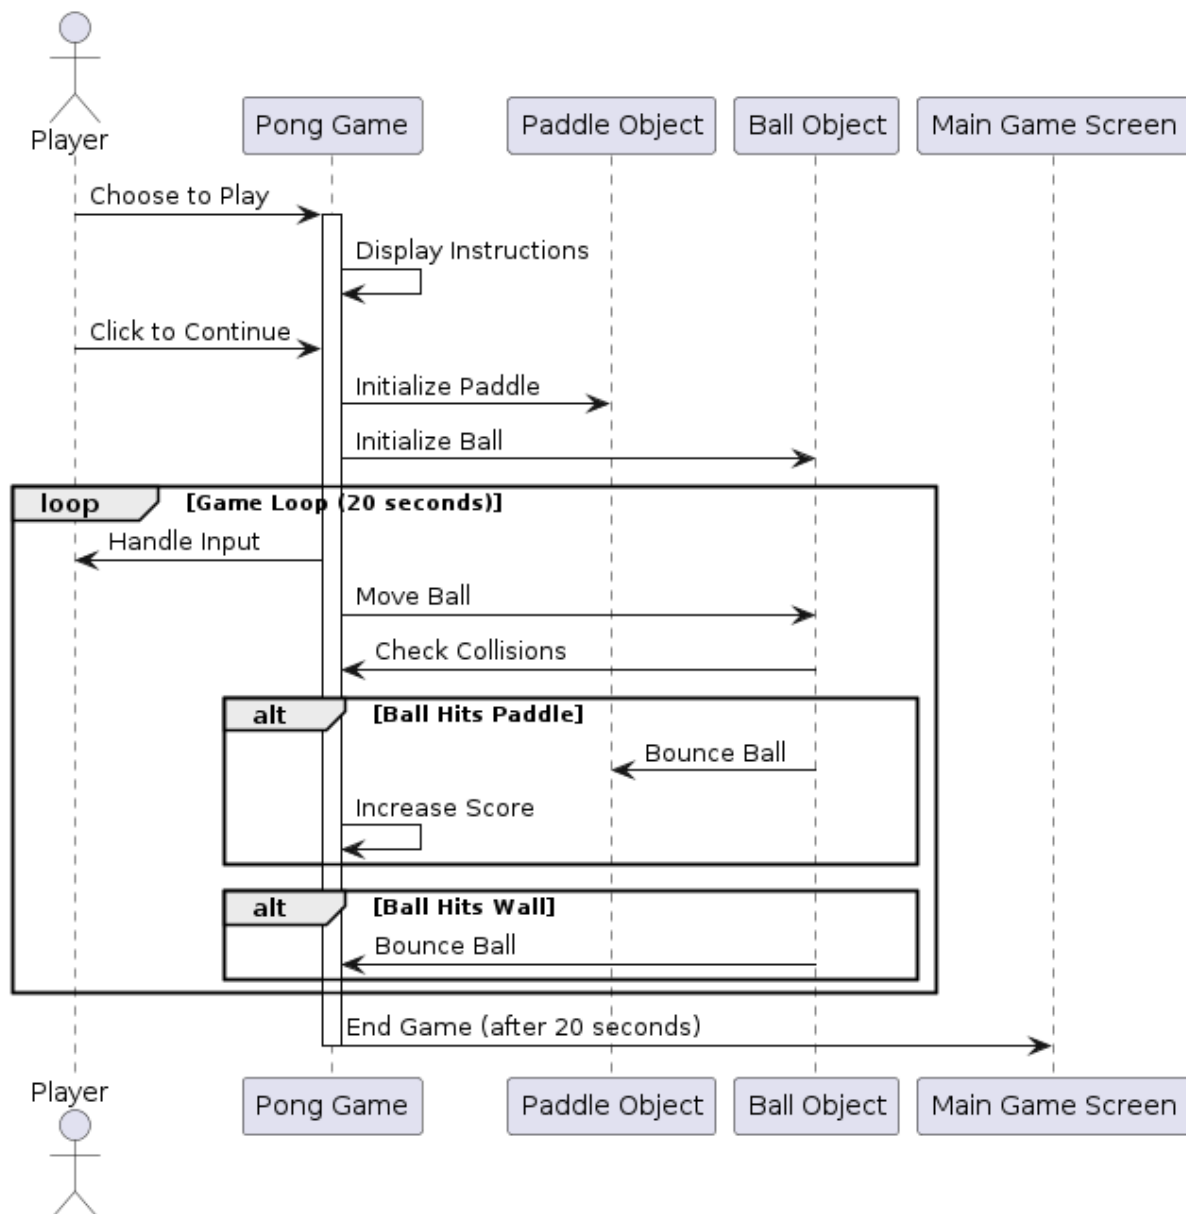 Player
Pong Game
Paddle Object
Ball Object
Main Game Screen
Choose to Play
Display Instructions
Click to Continue
Initialize Paddle
Initialize Ball
loop
[Game Loop (20 seconds)]
Handle Input
Move Ball
Check Collisions
alt
[Ball Hits Paddle]
Bounce Ball
Increase Score
alt
[Ball Hits Wall]
Bounce Ball
End Game (after 20 seconds)
Player
Pong Game
Paddle Object
Ball Object
Main Game Screen